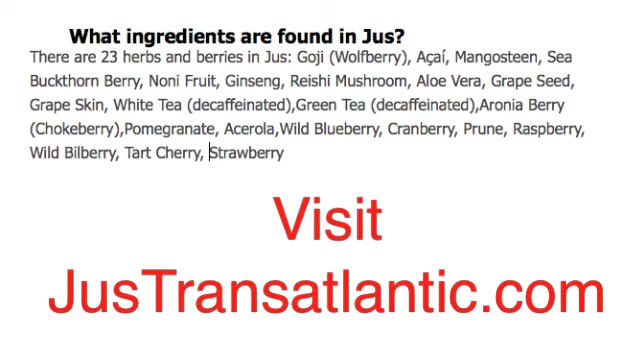 What ingredients are found in Jus?
There are 23 herbs and berries in Jus: Goji (Wolfberry), Açaí, Mangosteen, Sea
Buckthorn Berry, Noni Fruit, Ginseng, Reishi Mushroom, Aloe Vera, Grape Seed,
Grape Skin, White Tea (decaffeinated),Green Tea (decaffeinated),Aronia Berry
(Chokeberry),Pomegranate, Acerola,Wild Blueberry, Cranberry, Prune, Raspberry,
Wild Bilberry, Tart Cherry, Strawberry
Visit
JusTransatlantic.com